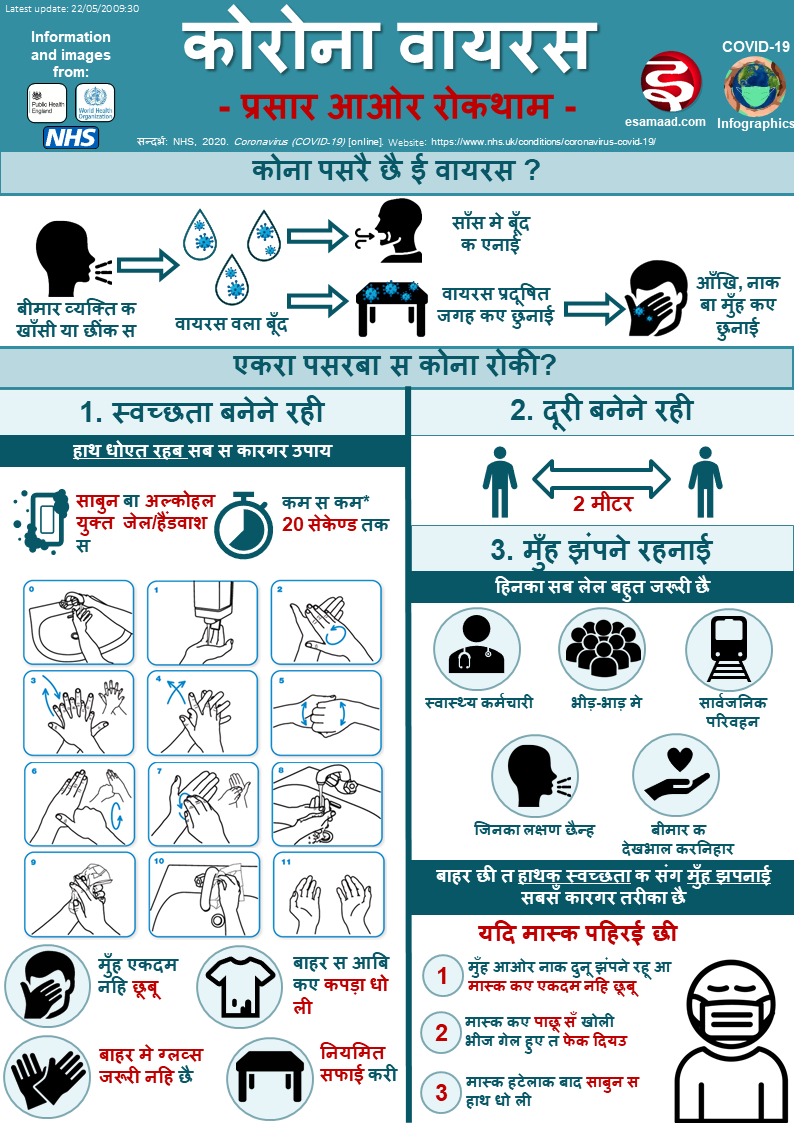 Latest update: 22/05/2009:30
Information
and images
from:
Public Health
England
World Health
Organization
NHS
कोरोना वायरस
- प्रसार आओर रोकथाम -
esamaad.com
COVID-19
Infographics
सन्दर्भ: NHS, 2020. Coronavirus (COVID-19) [online]. Website: https://www.nhs.uk/conditions/coronavirus-covid-19/
कोना पसरै छै ई वायरस ?
बीमार व्यक्ति क
खाँसी या छींक स
वायरस वला बूँद
साँस मे बूँद
क एनाई
वायरस प्रदूषित
जगह कए छुनाई
आँखि, नाक
बा मुँह कए
छुनाई
एकरा पसरबा स कोना रोकी?
1. स्वच्छता बनेने रही
हाथ धोएत रहब सब स कारगर उपाय
साबुन बा अल्कोहल
युक्त जेल/हैंडवाश
स
कम स कम*
20 सेकेण्ड तक
0
1
2
3
4
5
6
7
8
9
10
11
मुँह एकदम
नहि छूबू
बाहर स आबि
कए कपड़ा धो
ली
बाहर मे ग्लव्स
जरूरी नहि छै
नियमित
सफाई करी
2. दूरी बनेने रही
2 मीटर
3. मुँह झंपने रहनाई
हिनका सब लेल बहुत जरूरी छै
स्वास्थ्य कर्मचारी
भीड़-भाड़ मे
सार्वजनिक
परिवहन
जिनका लक्षण छैन्ह
बीमार क
देखभाल करनिहार
बाहर छी त हाथक स्वच्छता क संग मुँह झपनाई
सबसँ कारगर तरीका छै
यदि मास्क पहिरई छी
1
मुँह आओर नाक दुनू झंपने रहू आ
मास्क कए एकदम नहि छूबू
2
मास्क कए पाछू सँ खोली
भीज गेल हुए त फेक दियउ
3
मास्क हटेलाक बाद साबुन स
हाथ धो ली